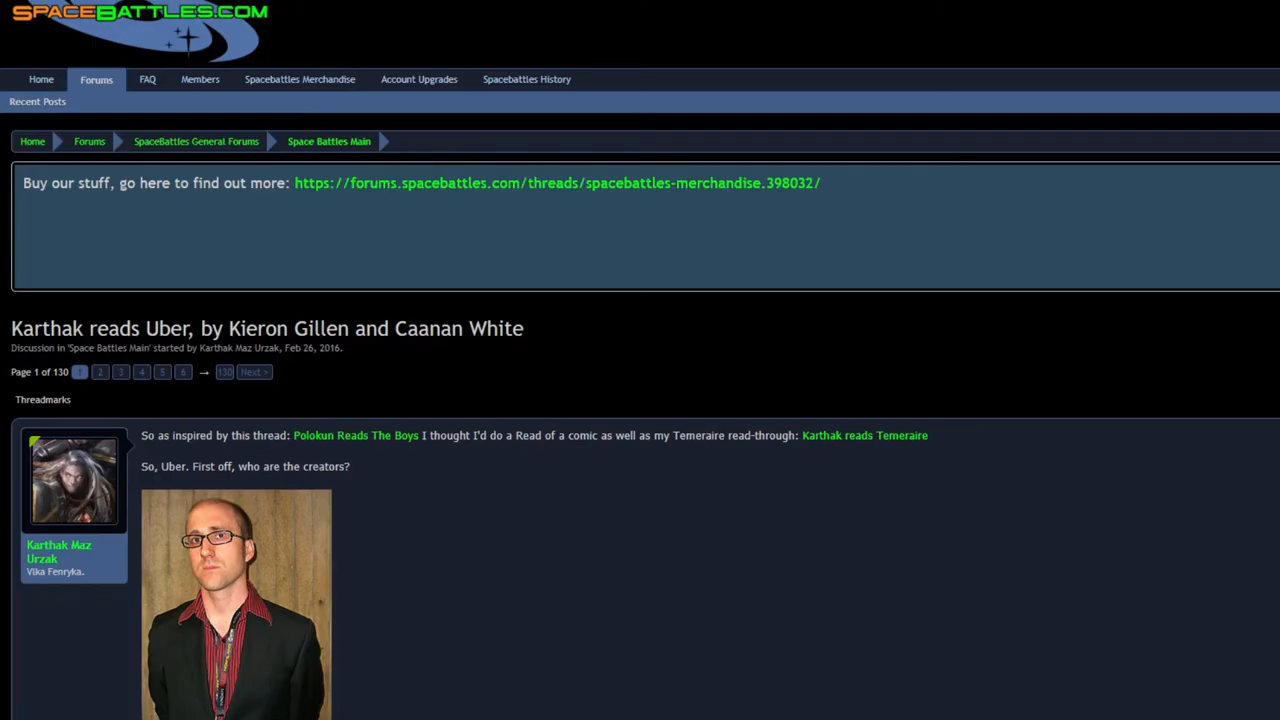 SPACEBATTLES.COM
Home Forums FAQ Members Spacebattles Merchandise Account Upgrades Spacebattles History
Recent Posts
Home Forums SpaceBattles General Forums Space Battles Main
Buy our stuff, go here to find out more: https://forums.spacebattles.com/threads/spacebattles-merchandise.398032/
Karthak reads Uber, by Kieron Gillen and Caanan White
Discussion in 'Space Battles Main' started by Karthak Maz Urzak, Feb 26, 2016.
Page 1 of 130 1 2 3 4 5 6 → 130 Next >
Threadmarks
So as inspired by this thread: Polokun Reads The Boys I thought I'd do a Read of a comic as well as my Temeraire read-through: Karthak reads Temeraire
So, Uber. First off, who are the creators?
Karthak Maz
Urzak
Vlka Fenryka.